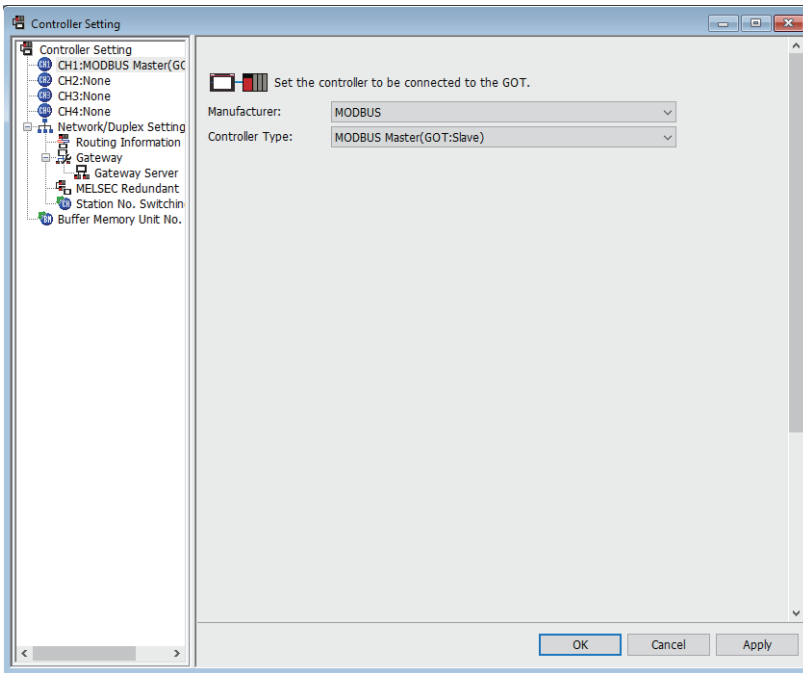 Controller Setting
Controller Setting
CH1:MODBUS Master(GC
CH2:None
CH3:None
CH4:None
Network/Duplex Setting
Routing Information
Gateway
Gateway Server
MELSEC Redundant
Station No. Switchin
Buffer Memory Unit No.
Set the controller to be connected to the GOT.
Manufacturer: MODBUS
Controller Type: MODBUS Master(GOT:Slave)
OK Cancel Apply